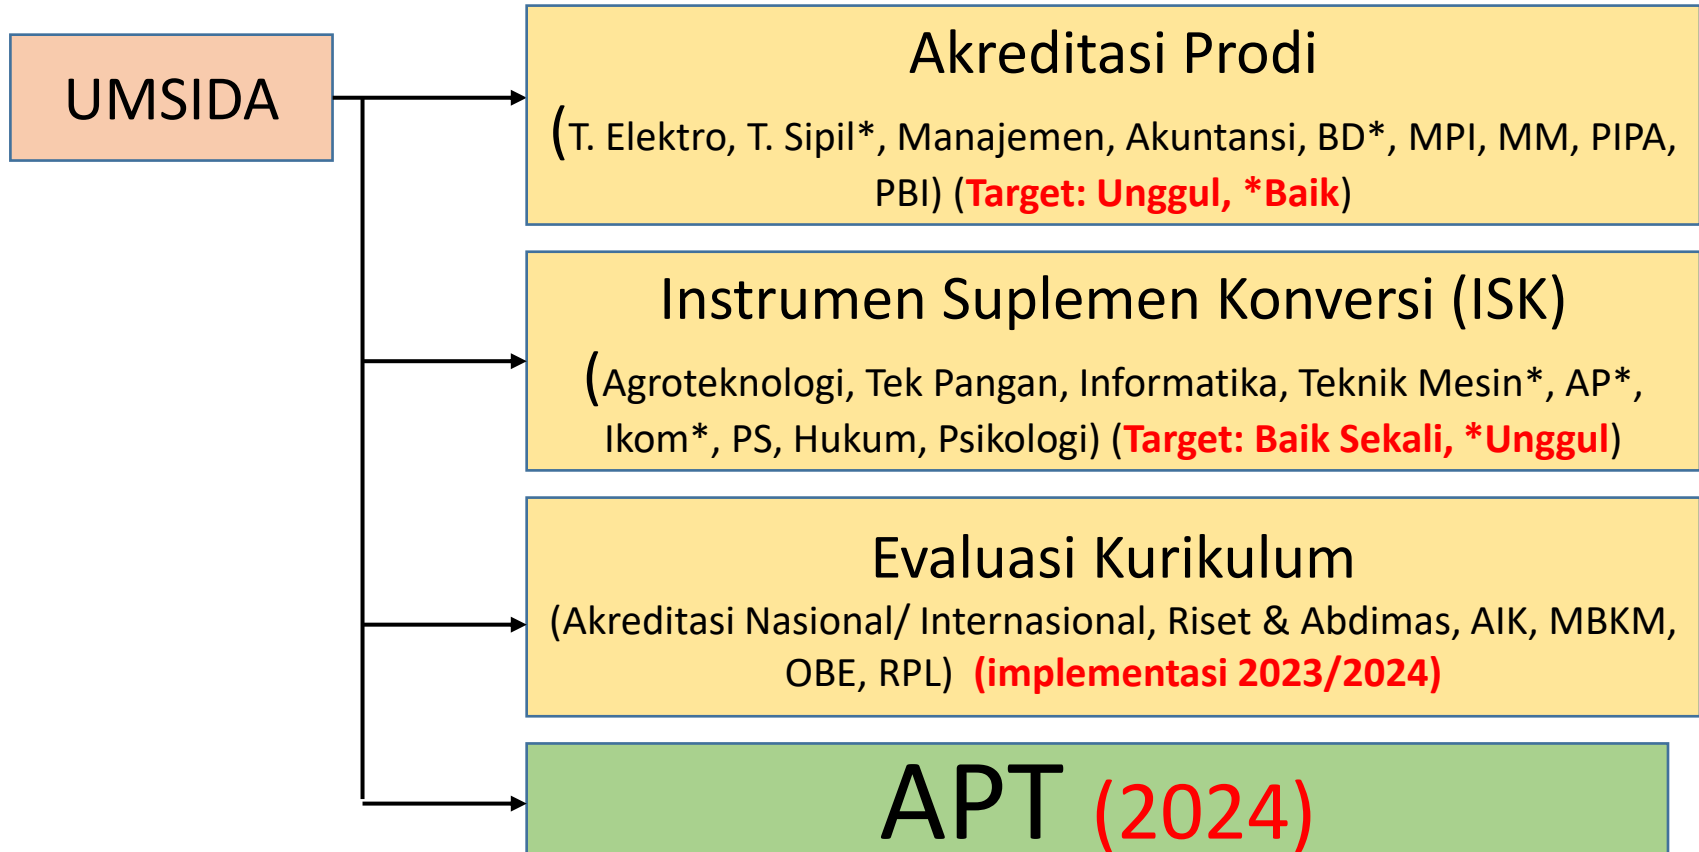 UMSIDA
Akreditasi Prodi
(T. Elektro, T. Sipil*, Manajemen, Akuntansi, BD*, MPI, MM, PIPA,
PBI) (Target: Unggul, *Baik)
Instrumen Suplemen Konversi (ISK)
(Agroteknologi, Tek Pangan, Informatika, Teknik Mesin*, AP*,
Ikom*, PS, Hukum, Psikologi) (Target: Baik Sekali, *Unggul)
Evaluasi Kurikulum
(Akreditasi Nasional/ Internasional, Riset & Abdimas, AIK, MBKM,
OBE, RPL) (implementasi 2023/2024)
APT (2024)